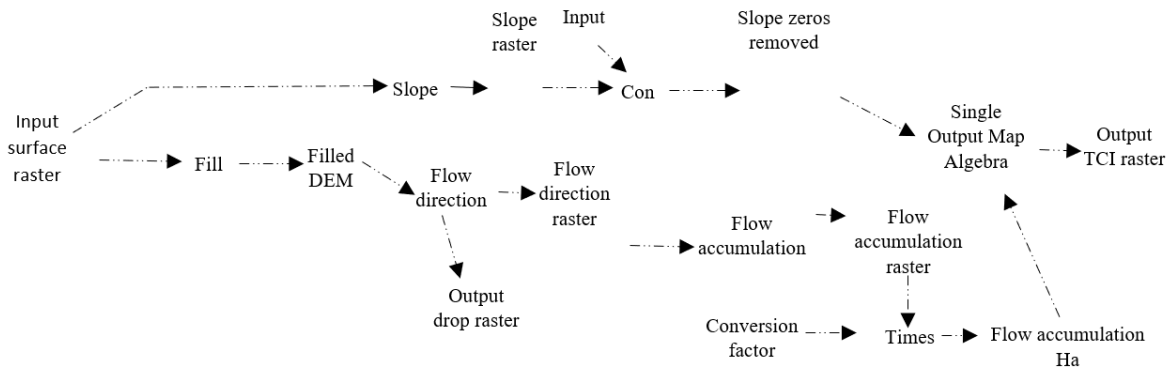 Slope
raster
Input
Slope zeros
removed
Slope
Con
Input
surface
raster
Fill
Filled
DEM
Flow
direction
Flow
direction
raster
Single
Output Map
Algebra
Output
TCI raster
Flow
accumulation
Flow
accumulation
raster
Output
drop raster
Conversion
factor
Times
Flow accumulation
Ha